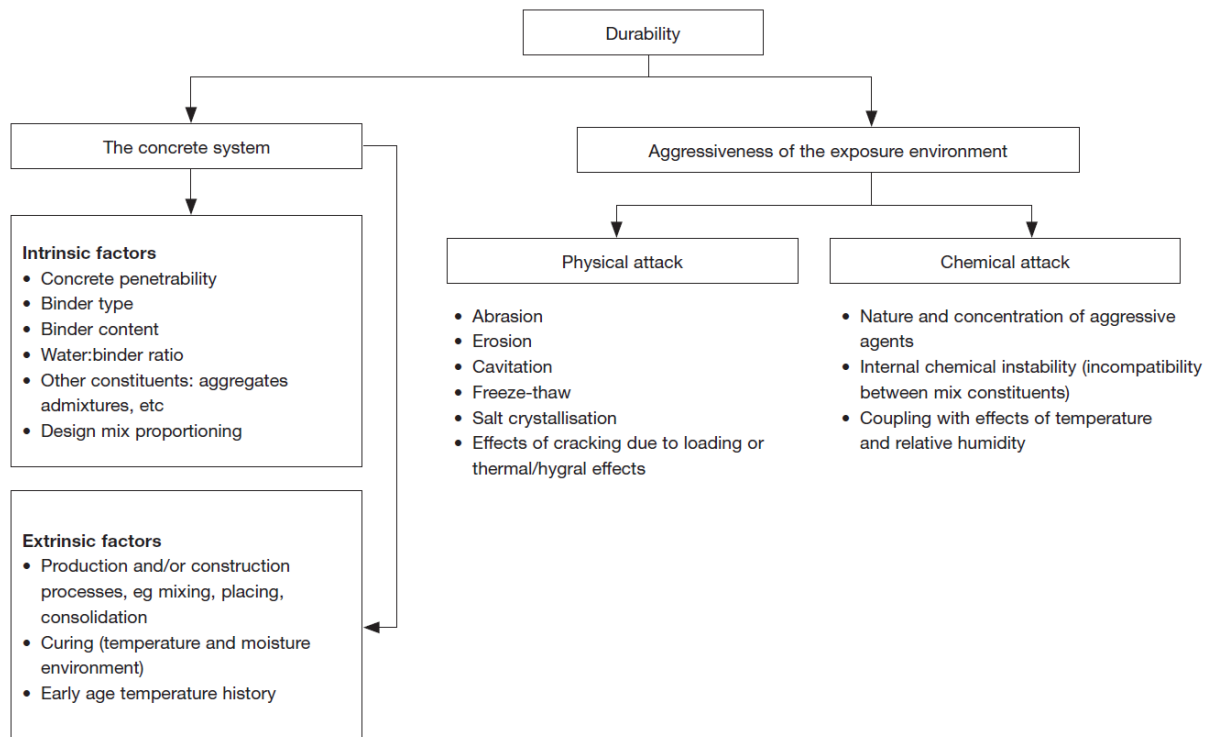 Durability
The concrete system
Aggressiveness of the exposure environment
Intrinsic factors
• Concrete penetrability
• Binder type
• Binder content
• Water:binder ratio
• Other constituents: aggregates
admixtures, etc
• Design mix proportioning
Extrinsic factors
• Production and/or construction
processes, eg mixing, placing,
consolidation
• Curing (temperature and moisture
environment)
• Early age temperature history
Physical attack
• Abrasion
• Erosion
• Cavitation
• Freeze-thaw
• Salt crystallisation
• Effects of cracking due to loading or
thermal/hygral effects
Chemical attack
• Nature and concentration of aggressive
agents
• Internal chemical instability (incompatibility
between mix constituents)
• Coupling with effects of temperature
and relative humidity